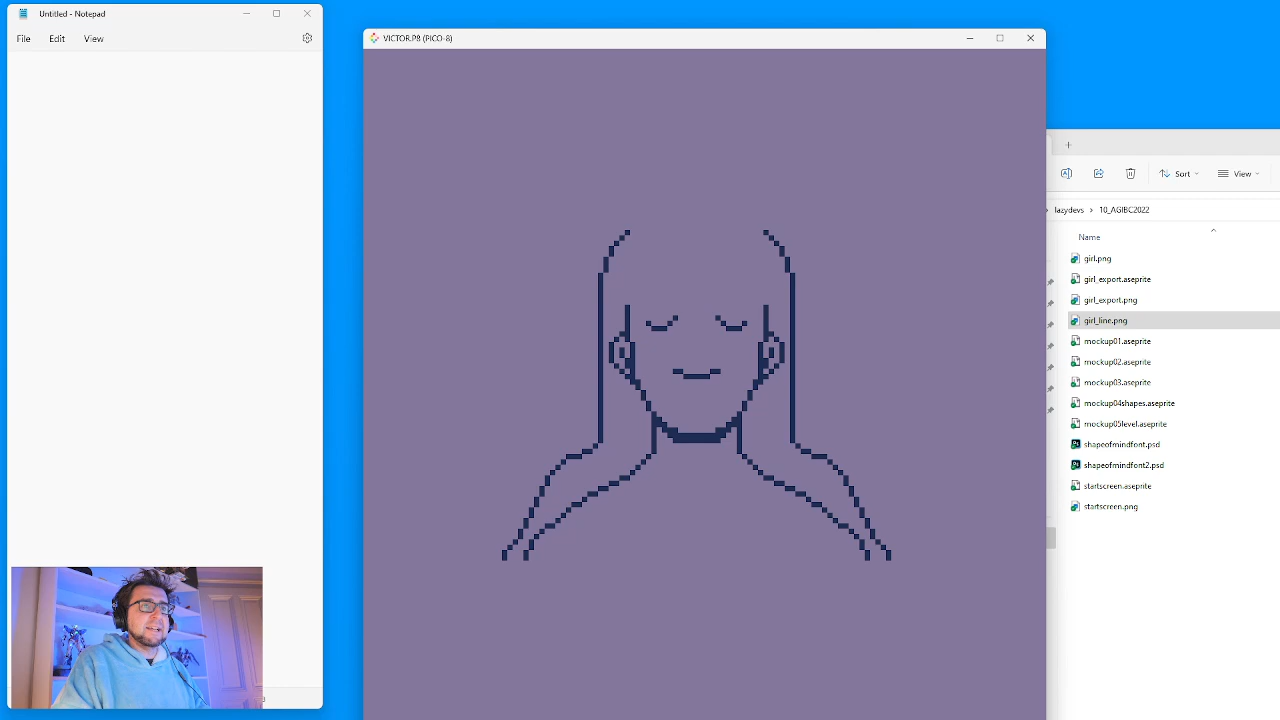 Untitled - Notepad
File Edit View
VICTOR.P8 (PICO-8)
Sort View
lazydevs > 10_AGIBC2022
Name
girl.png
girl_export.aseprite
girl_export.png
girl_line.png
mockup01.aseprite
mockup02.aseprite
mockup03.aseprite
mockup04shapes.aseprite
mockup05level.aseprite
shapeofmindfont.psd
shapeofmindfont2.psd
startscreen.aseprite
startscreen.png